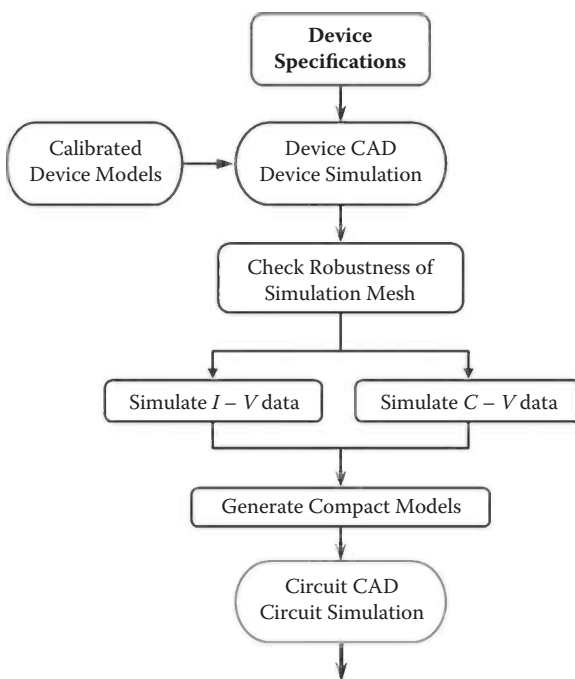 Device
Specifications
Calibrated
Device Models
Device CAD
Device Simulation
Check Robustness of
Simulation Mesh
Simulate I – V data
Simulate C – V data
Generate Compact Models
Circuit CAD
Circuit Simulation